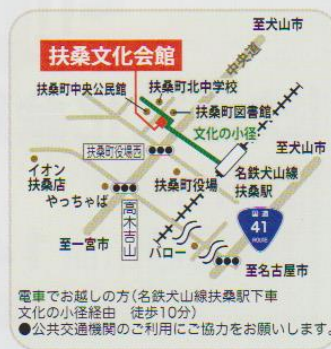 至犬山市
扶桑文化会館
中央道
扶桑町中央公民館
扶桑町北中学校
扶桑町図書館
文化の小径
至犬山市
扶桑町役場西
イオン
扶桑店
扶桑町役場
名鉄犬山線
扶桑駅
やっちゃば
高木吉山
国道
41
ROUTE
至一宮市
バロー
至名古屋市
電車でお越しの方(名鉄犬山線扶桑駅下車
文化の小径経由 徒歩10分)
●公共交通機関のご利用にご協力をお願いします。